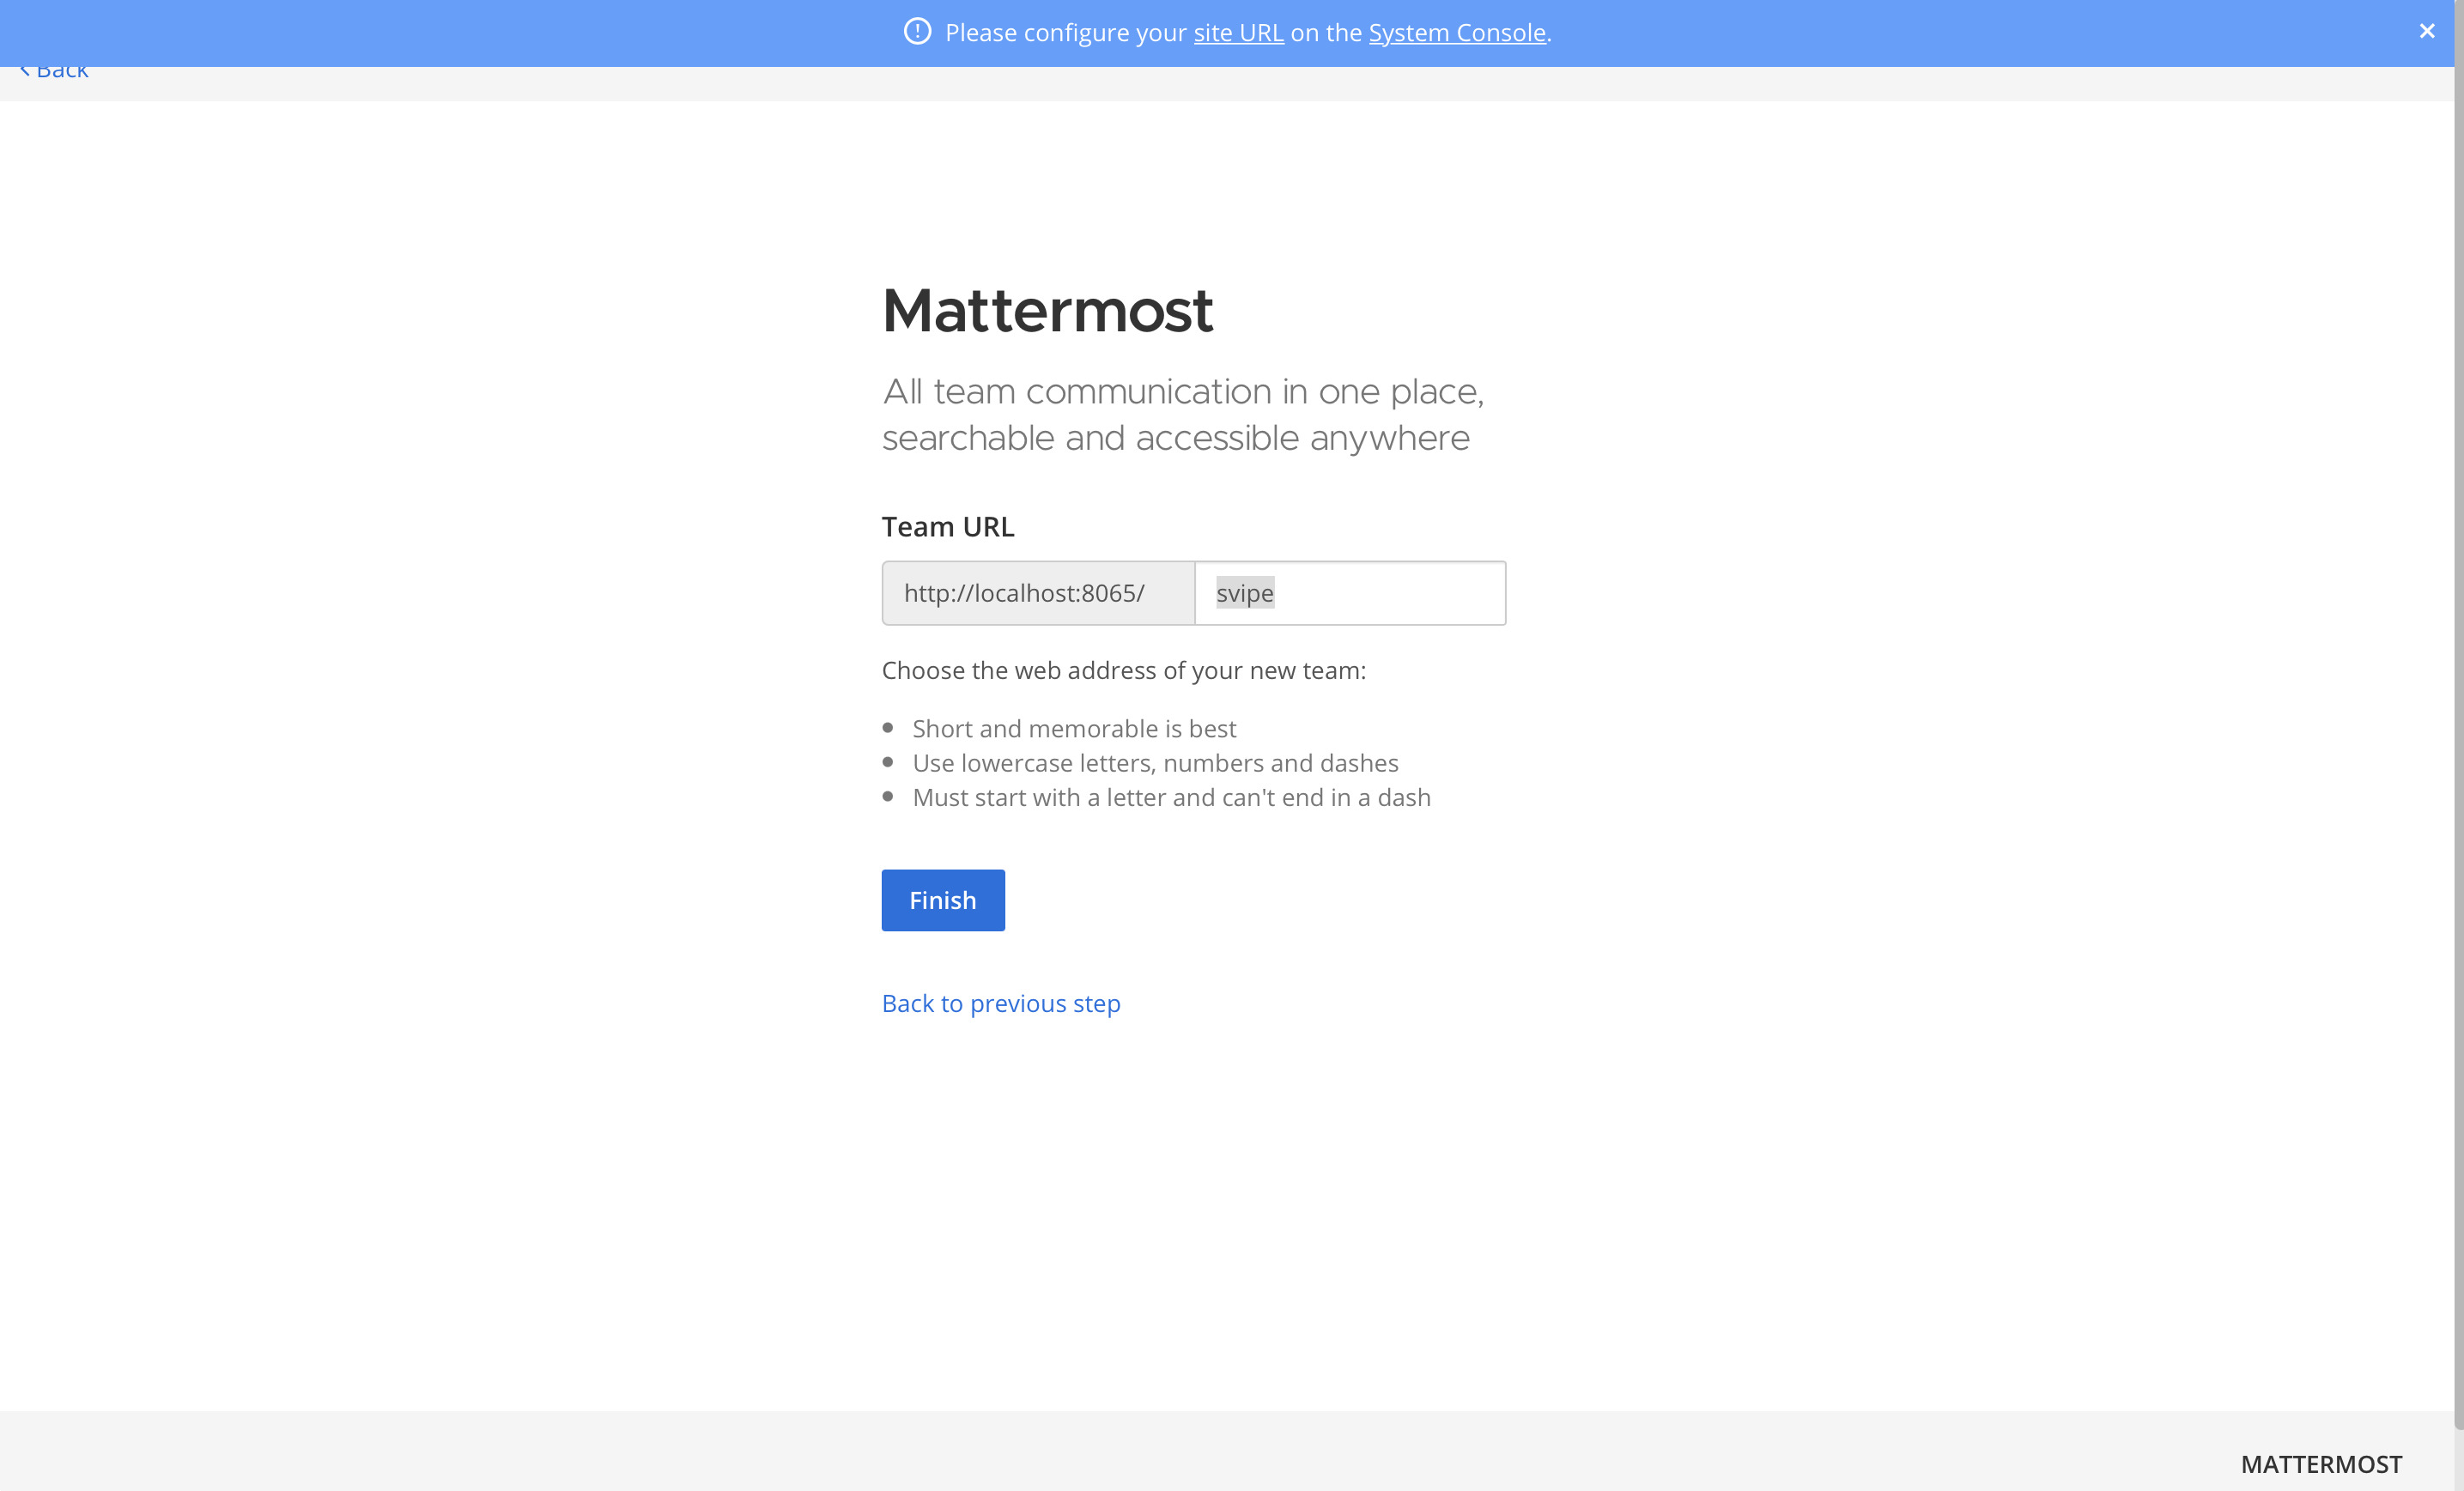 Please configure your site URL on the System Console.
Back
Mattermost
All team communication in one place,
searchable and accessible anywhere
Team URL
http://localhost:8065/ svipe
Choose the web address of your new team:
Short and memorable is best
Use lowercase letters, numbers and dashes
Must start with a letter and can't end in a dash
Finish
Back to previous step
MATTERMOST